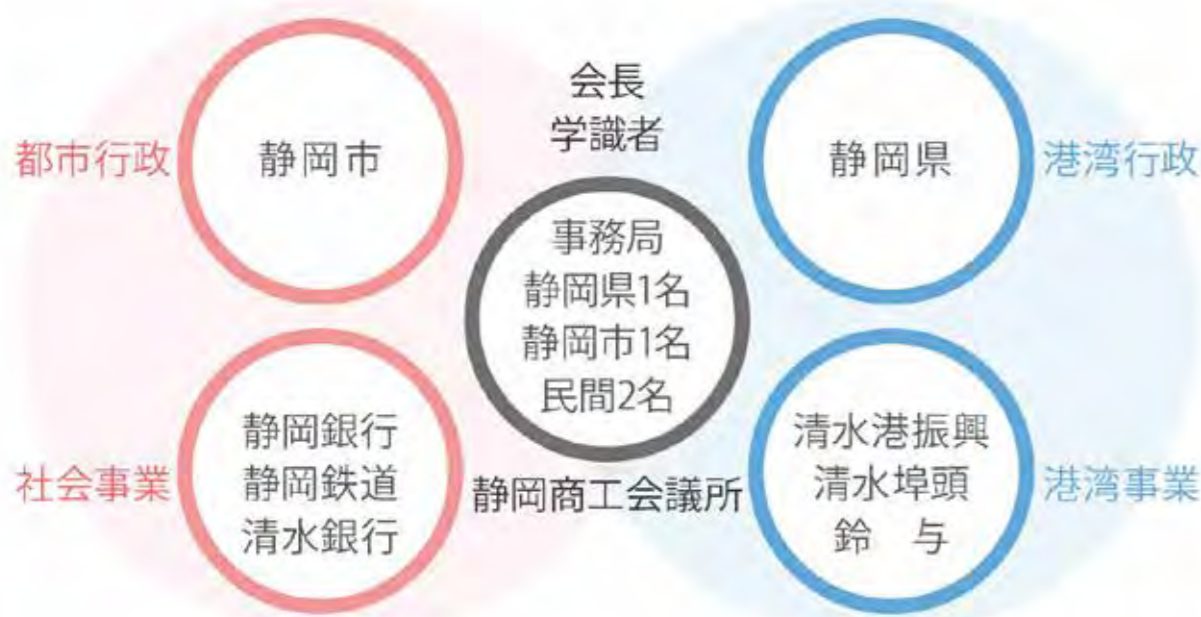 会長
学識者
都市行政
静岡市
静岡県
港湾行政
事務局
静岡県1名
静岡市1名
民間2名
社会事業
静岡銀行
静岡鉄道
清水銀行
静岡商工会議所
清水港振興
清水埠頭
鈴　与
港湾事業